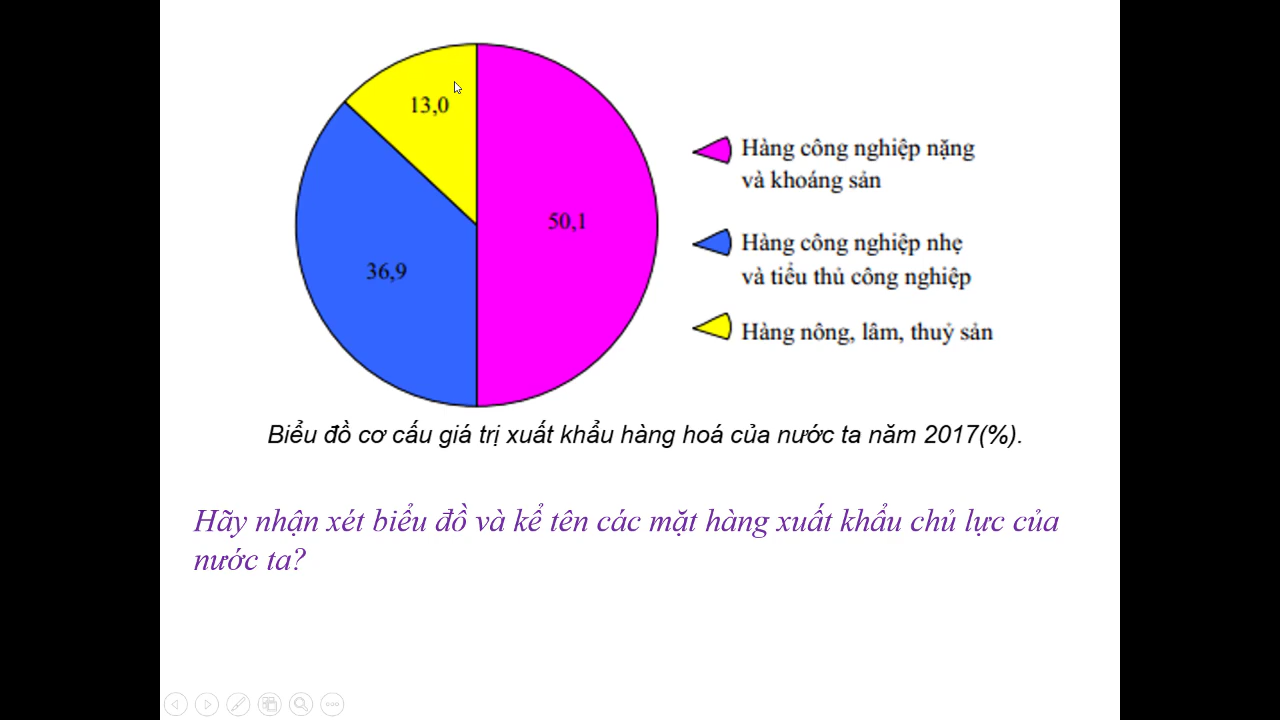 13,0
50,1
36,9
Hàng công nghiệp nặng
và khoáng sản
Hàng công nghiệp nhẹ
và tiểu thủ công nghiệp
Hàng nông, lâm, thuỷ sản
Biểu đồ cơ cấu giá trị xuất khẩu hàng hoá của nước ta năm 2017(%).
Hãy nhận xét biểu đồ và kể tên các mặt hàng xuất khẩu chủ lực của
nước ta?